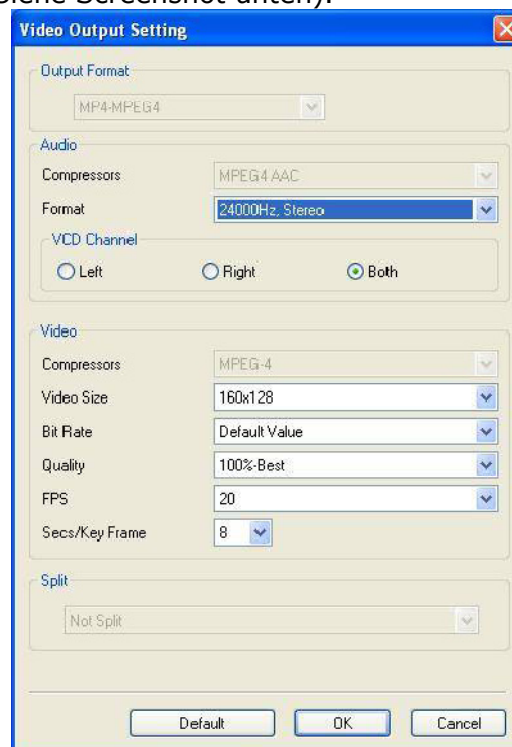 siehe Screenshot unten).
Video Output Setting
Output Format
MP4-MPEG4
Audio
Compressors MPEG4 AAC
Format 24000Hz, Stereo
VCD Channel
Left Right Both
Video
Compressors MPEG-4
Video Size 160x128
Bit Rate Default Value
Quality 100%-Best
FPS 20
Secs/Key Frame 8
Split
Not Split
Default OK Cancel